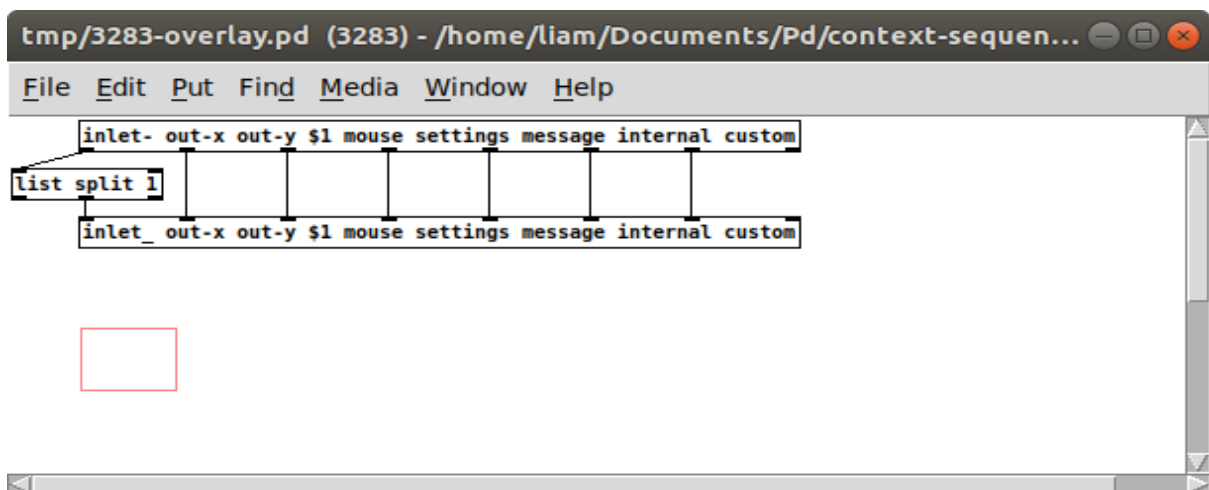 tmp/3283-overlay.pd (3283) - /home/liam/Documents/Pd/context-sequen...
File Edit Put Find Media Window Help
inlet- out-x out-y $1 mouse settings message internal custom
list split 1
inlet_ out-x out-y $1 mouse settings message internal custom